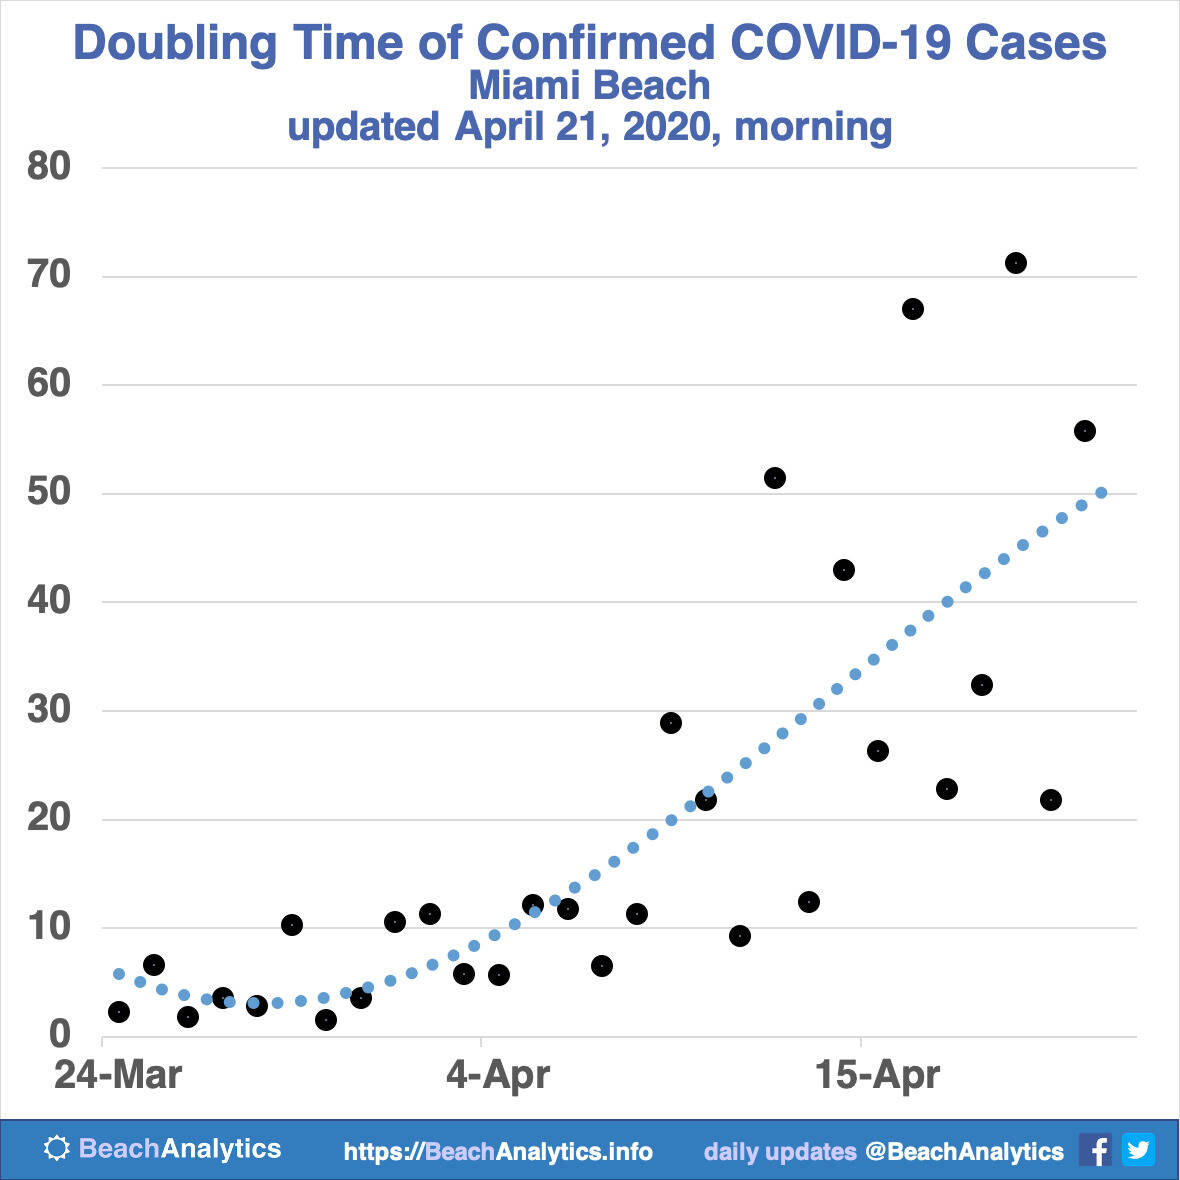 Doubling Time of Confirmed COVID-19 Cases
Miami Beach
updated April 21, 2020, morning
80
70
60
50
40
30
20
10
0
24-Mar 4-Apr 15-Apr
BeachAnalytics https://BeachAnalytics.info daily updates @BeachAnalytics